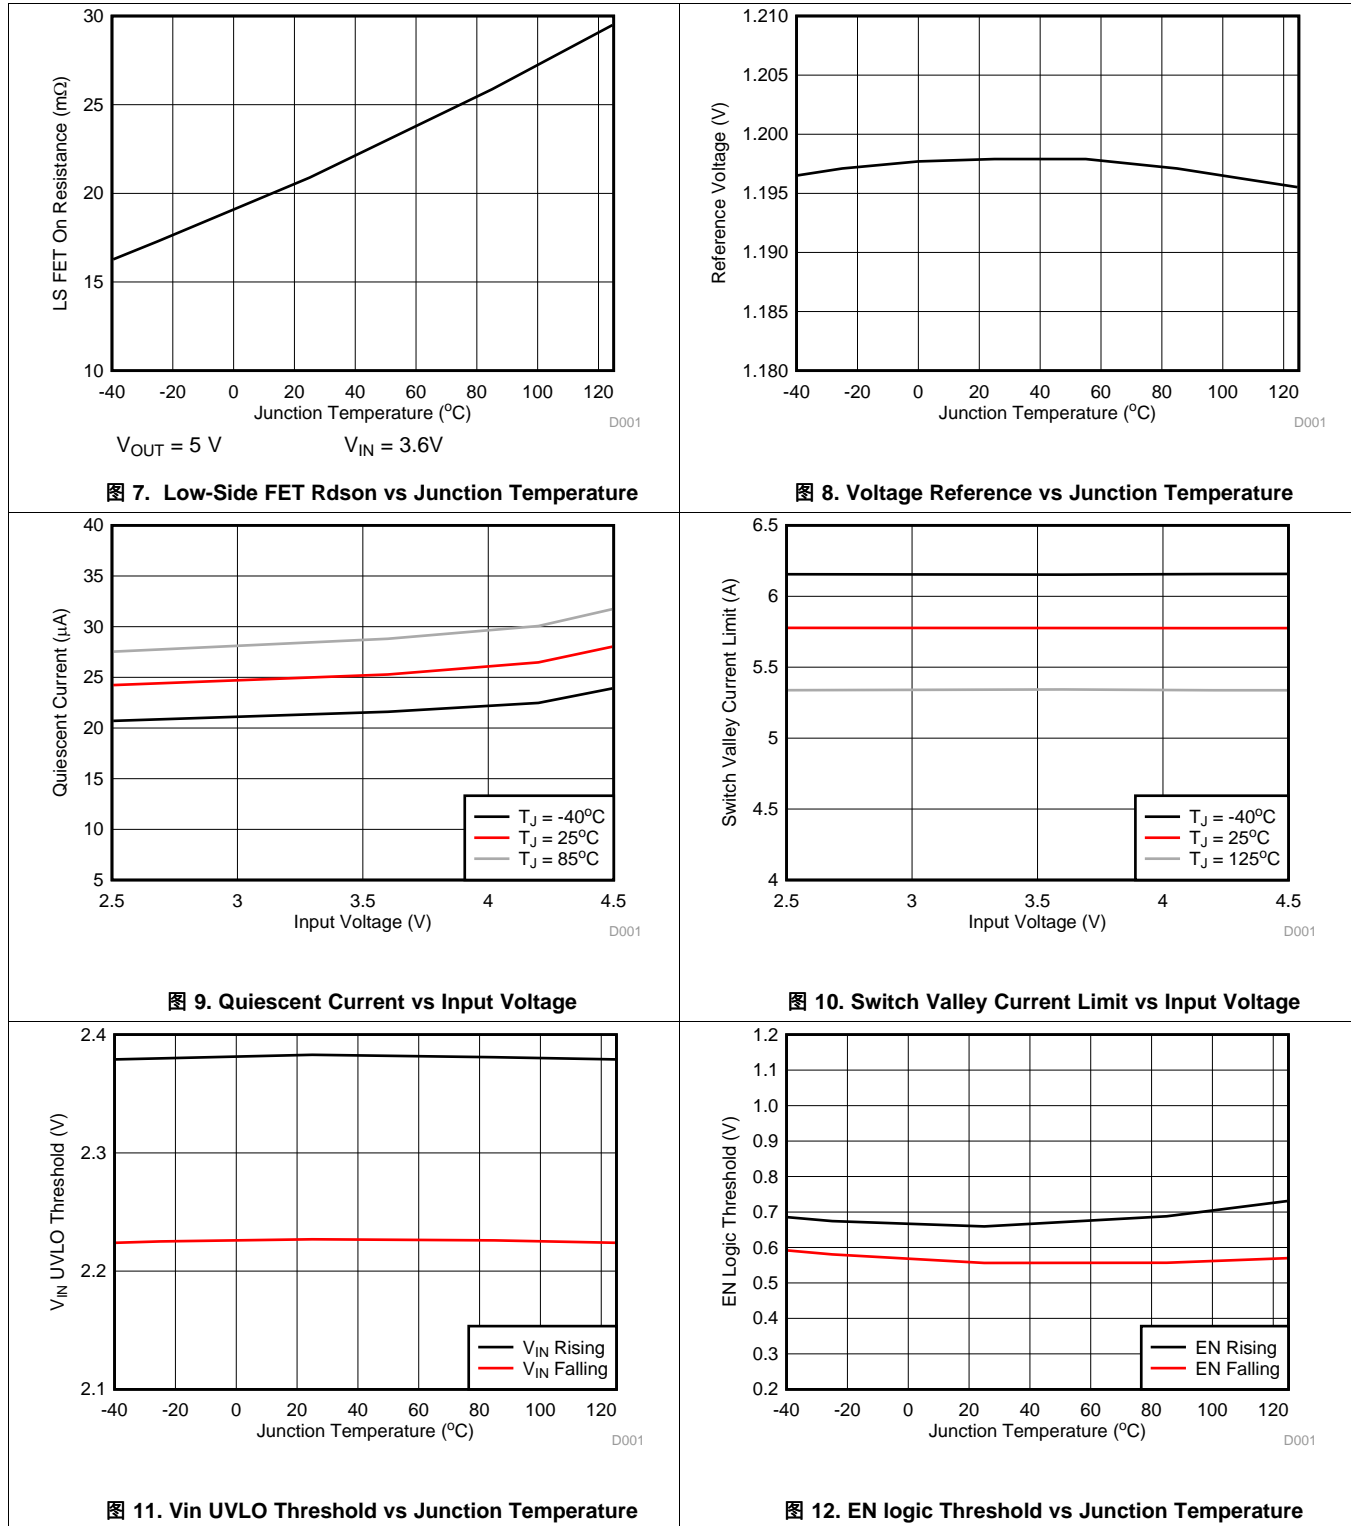 30
25
20
15
10
LS FET On Resistance (mΩ)
-40 -20 0 20 40 60 80 100 120
Junction Temperature (°C)
D001
V_OUT = 5 V V_IN = 3.6V
图 7. Low-Side FET Rdson vs Junction Temperature
1.210
1.205
1.200
1.195
1.190
1.185
1.180
Reference Voltage (V)
-40 -20 0 20 40 60 80 100 120
Junction Temperature (°C)
D001
图 8. Voltage Reference vs Junction Temperature
40
35
30
25
20
15
10
5
Quiescent Current (μA)
T_J = -40°C
T_J = 25°C
T_J = 85°C
2.5 3 3.5 4 4.5
Input Voltage (V)
D001
图 9. Quiescent Current vs Input Voltage
6.5
6
5.5
5
4.5
4
Switch Valley Current Limit (A)
T_J = -40°C
T_J = 25°C
T_J = 125°C
2.5 3 3.5 4 4.5
Input Voltage (V)
D001
图 10. Switch Valley Current Limit vs Input Voltage
2.4
2.3
2.2
2.1
V_IN UVLO Threshold (V)
V_IN Rising
V_IN Falling
-40 -20 0 20 40 60 80 100 120
Junction Temperature (°C)
D001
图 11. Vin UVLO Threshold vs Junction Temperature
1.2
1.1
1.0
0.9
0.8
0.7
0.6
0.5
0.4
0.3
0.2
EN Logic Threshold (V)
EN Rising
EN Falling
-40 -20 0 20 40 60 80 100 120
Junction Temperature (°C)
D001
图 12. EN logic Threshold vs Junction Temperature